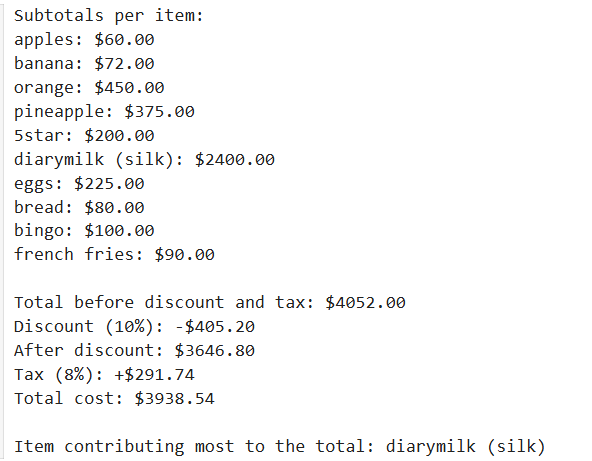 Subtotals per item:
apples: $60.00
banana: $72.00
orange: $450.00
pineapple: $375.00
5star: $200.00
diarymilk (silk): $2400.00
eggs: $225.00
bread: $80.00
bingo: $100.00
french fries: $90.00
Total before discount and tax: $4052.00
Discount (10%): -$405.20
After discount: $3646.80
Tax (8%): +$291.74
Total cost: $3938.54
Item contributing most to the total: diarymilk (silk)